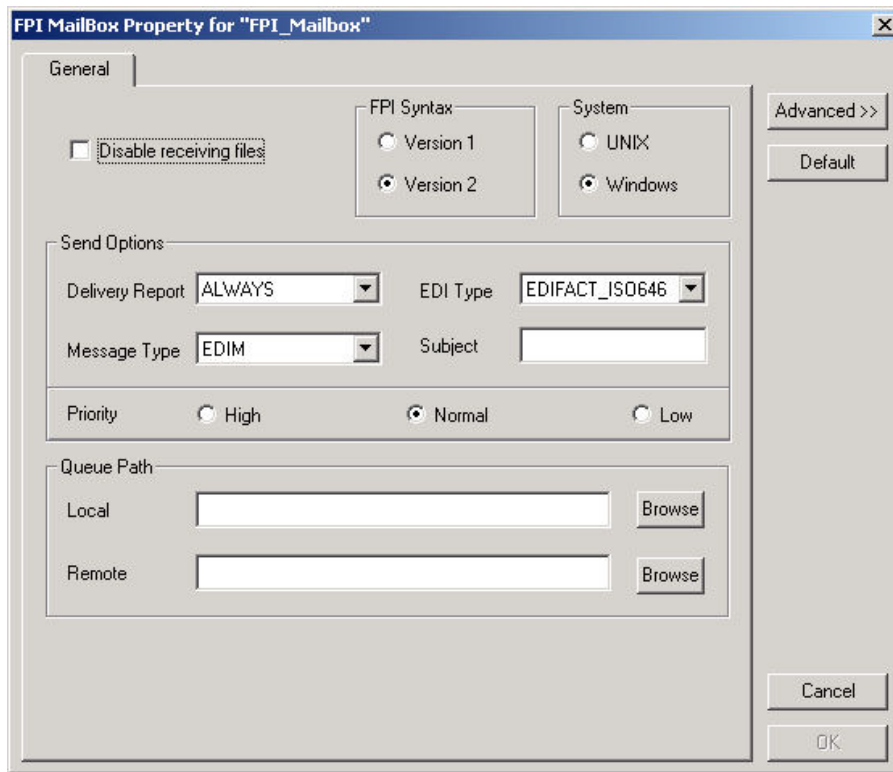 FPI MailBox Property for "FPI_Mailbox"
General
Disable receiving files
FPI Syntax
Version 1
Version 2
System
UNIX
Windows
Advanced >>
Default
Send Options
Delivery Report ALWAYS
EDI Type EDIFACT_ISO646
Message Type EDIM
Subject
Priority High Normal Low
Queue Path
Local Browse
Remote Browse
Cancel
OK